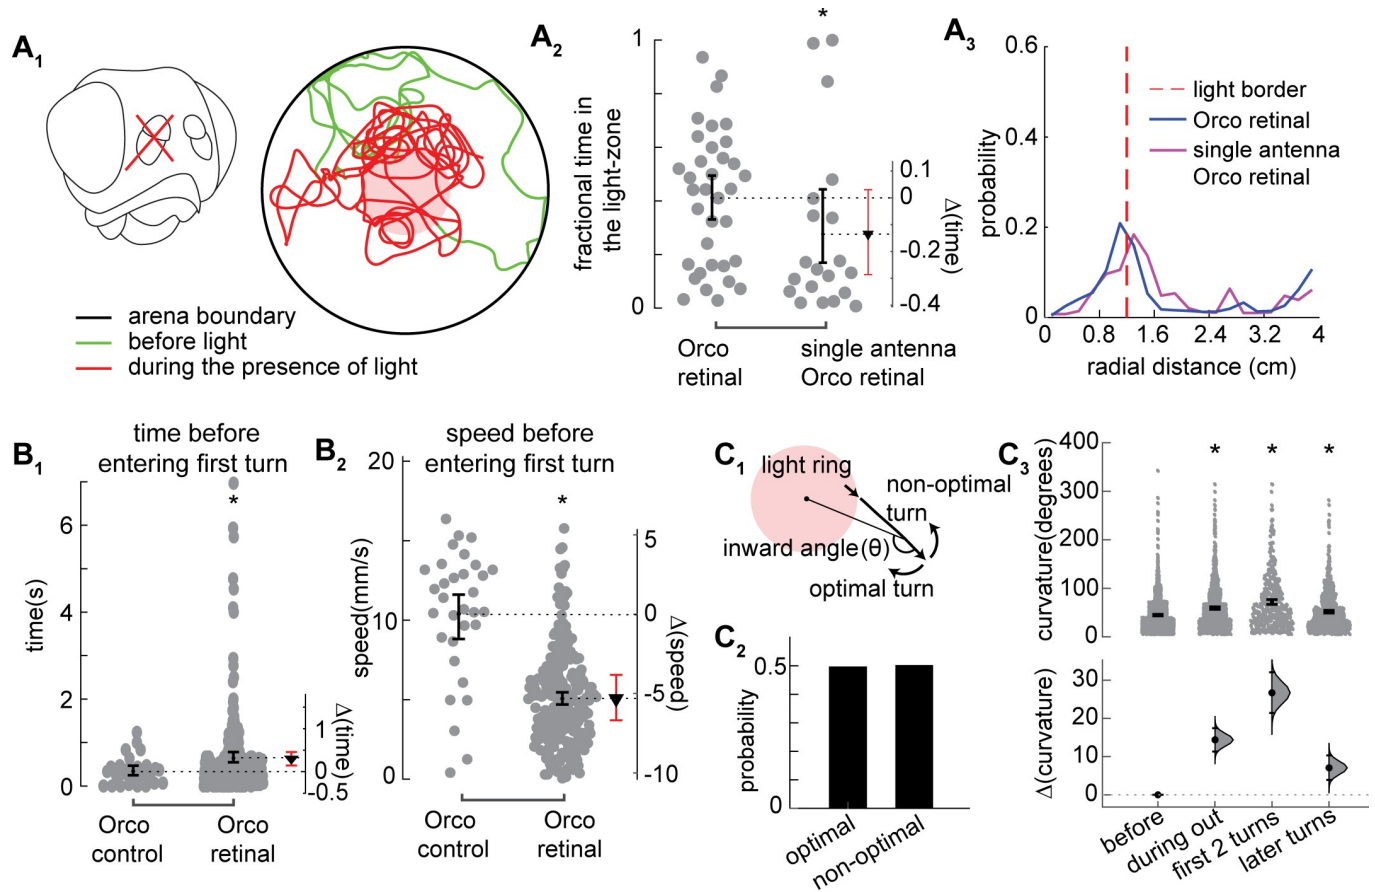 A1
arena boundary
before light
during the presence of light
A2
*
fractional time in
the light-zone
1
0
0.1
0
-0.2
-0.4
Δ(time)
Orco
retinal
single antenna
Orco retinal
A3
probability
0.6
0.4
0.2
0
0
0.8
1.6
2.4
3.2
4
radial distance (cm)
light border
Orco retinal
single antenna
Orco retinal
B1
time before
entering first turn
*
time(s)
6
4
2
0
1
0
-0.5
Δ(time)
Orco
control
Orco
retinal
B2
speed before
entering first turn
*
speed(mm/s)
20
10
0
5
0
-5
-10
Δ(speed)
Orco
control
Orco
retinal
C1
light ring
non-optimal
turn
inward angle(θ)
optimal turn
C2
probability
0.5
0
optimal
non-optimal
C3
curvature(degrees)
400
300
200
100
0
* * *
Δ(curvature)
30
20
10
0
before
during out
first 2 turns
later turns